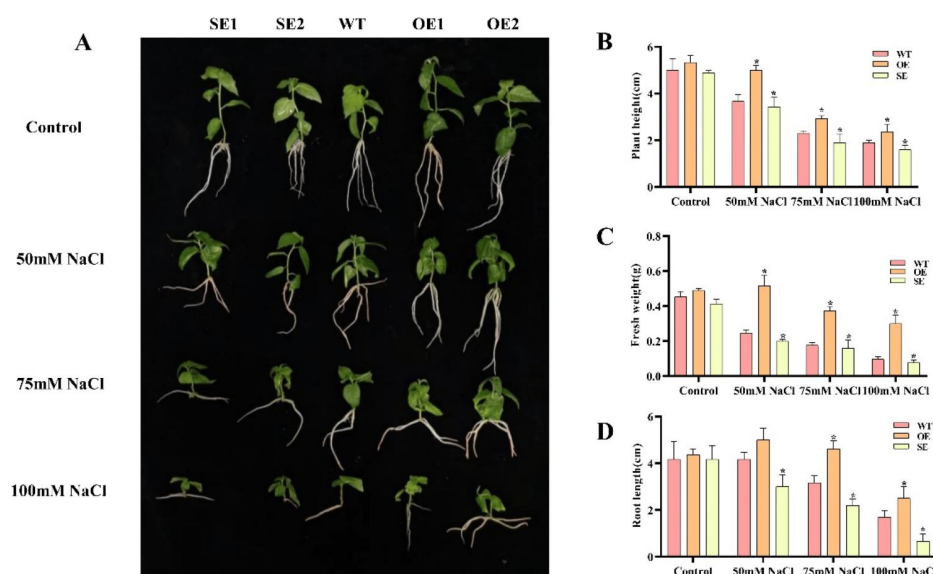 A
SE1 SE2 WT OE1 OE2
Control
50mM NaCl
75mM NaCl
100mM NaCl
B
Plant height(cm)
6
4
2
0
WT
OE
SE
* * * * * *
Control 50mM NaCl 75mM NaCl 100mM NaCl
C
Fresh weight(g)
0.8
0.6
0.4
0.2
0.0
WT
OE
SE
* * * * * *
Control 50mM NaCl 75mM NaCl 100mM NaCl
D
Root length(cm)
6
4
2
0
WT
OE
SE
* * * * *
Control 50mM NaCl 75mM NaCl 100mM NaC